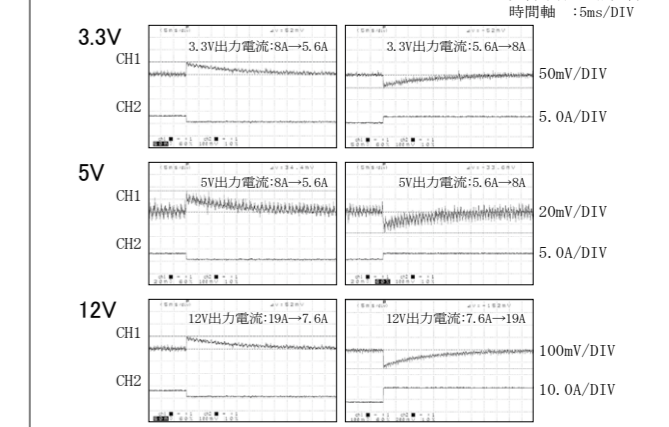 時間軸 :5ms/DIV
3.3V
CH1
CH2
3.3V出力電流:8A→5.6A
3.3V出力電流:5.6A→8A
50mV/DIV
5.0A/DIV
5V
CH1
CH2
5V出力電流:8A→5.6A
5V出力電流:5.6A→8A
20mV/DIV
5.0A/DIV
12V
CH1
CH2
12V出力電流:19A→7.6A
12V出力電流:7.6A→19A
100mV/DIV
10.0A/DIV